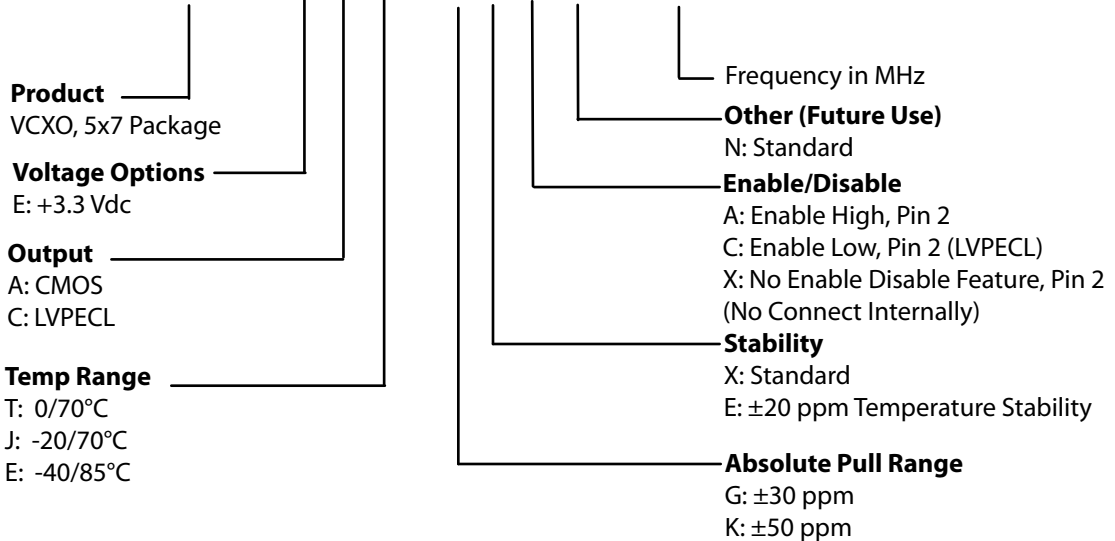 Product
VCXO, 5x7 Package
Voltage Options
E: +3.3 Vdc
Output
A: CMOS
C: LVPECL
Temp Range
T: 0/70°C
J: -20/70°C
E: -40/85°C
Frequency in MHz
Other (Future Use)
N: Standard
Enable/Disable
A: Enable High, Pin 2
C: Enable Low, Pin 2 (LVPECL)
X: No Enable Disable Feature, Pin 2
(No Connect Internally)
Stability
X: Standard
E: ±20 ppm Temperature Stability
Absolute Pull Range
G: ±30 ppm
K: ±50 ppm